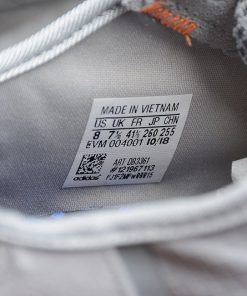 MADE IN VIETNAM
US UK FR JP CHN
8 7½ 41⅓ 260 255
EVM 004001 10/18
ART DB3361
#121967113
adidas